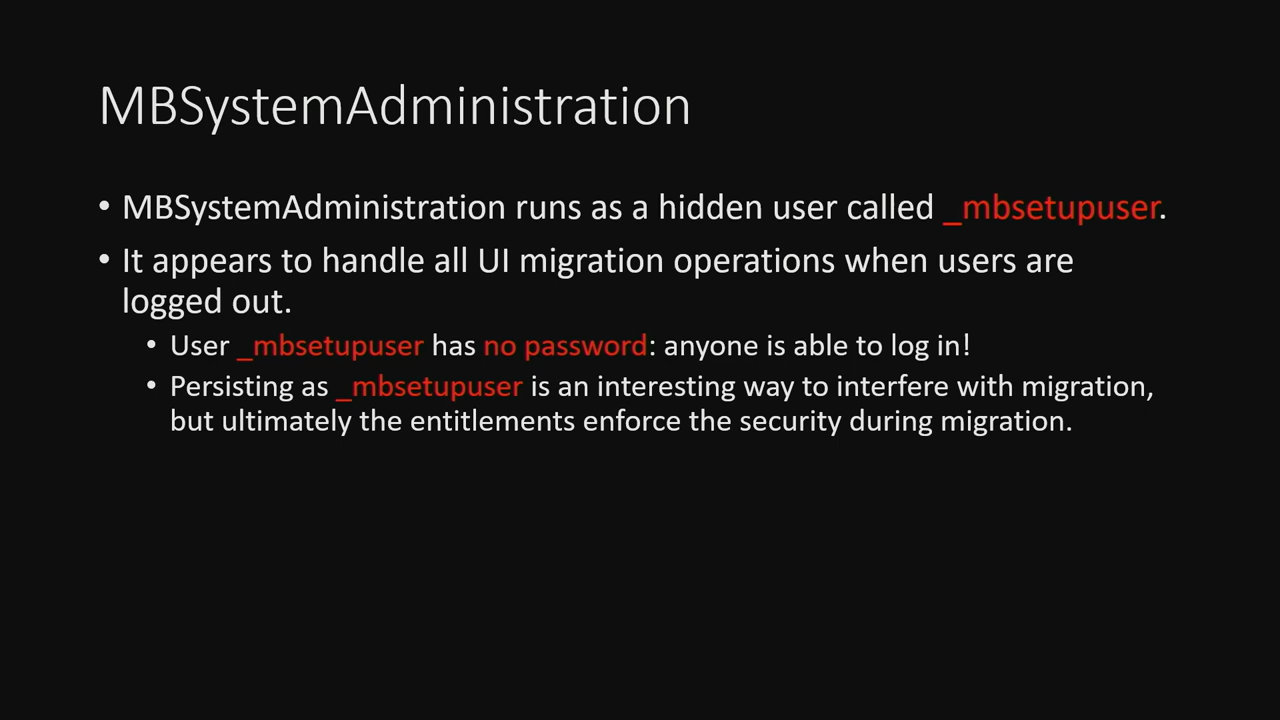 MBSystemAdministration
• MBSystemAdministration runs as a hidden user called _mbsetupuser.
• It appears to handle all UI migration operations when users are
logged out.
• User _mbsetupuser has no password: anyone is able to log in!
• Persisting as _mbsetupuser is an interesting way to interfere with migration,
but ultimately the entitlements enforce the security during migration.